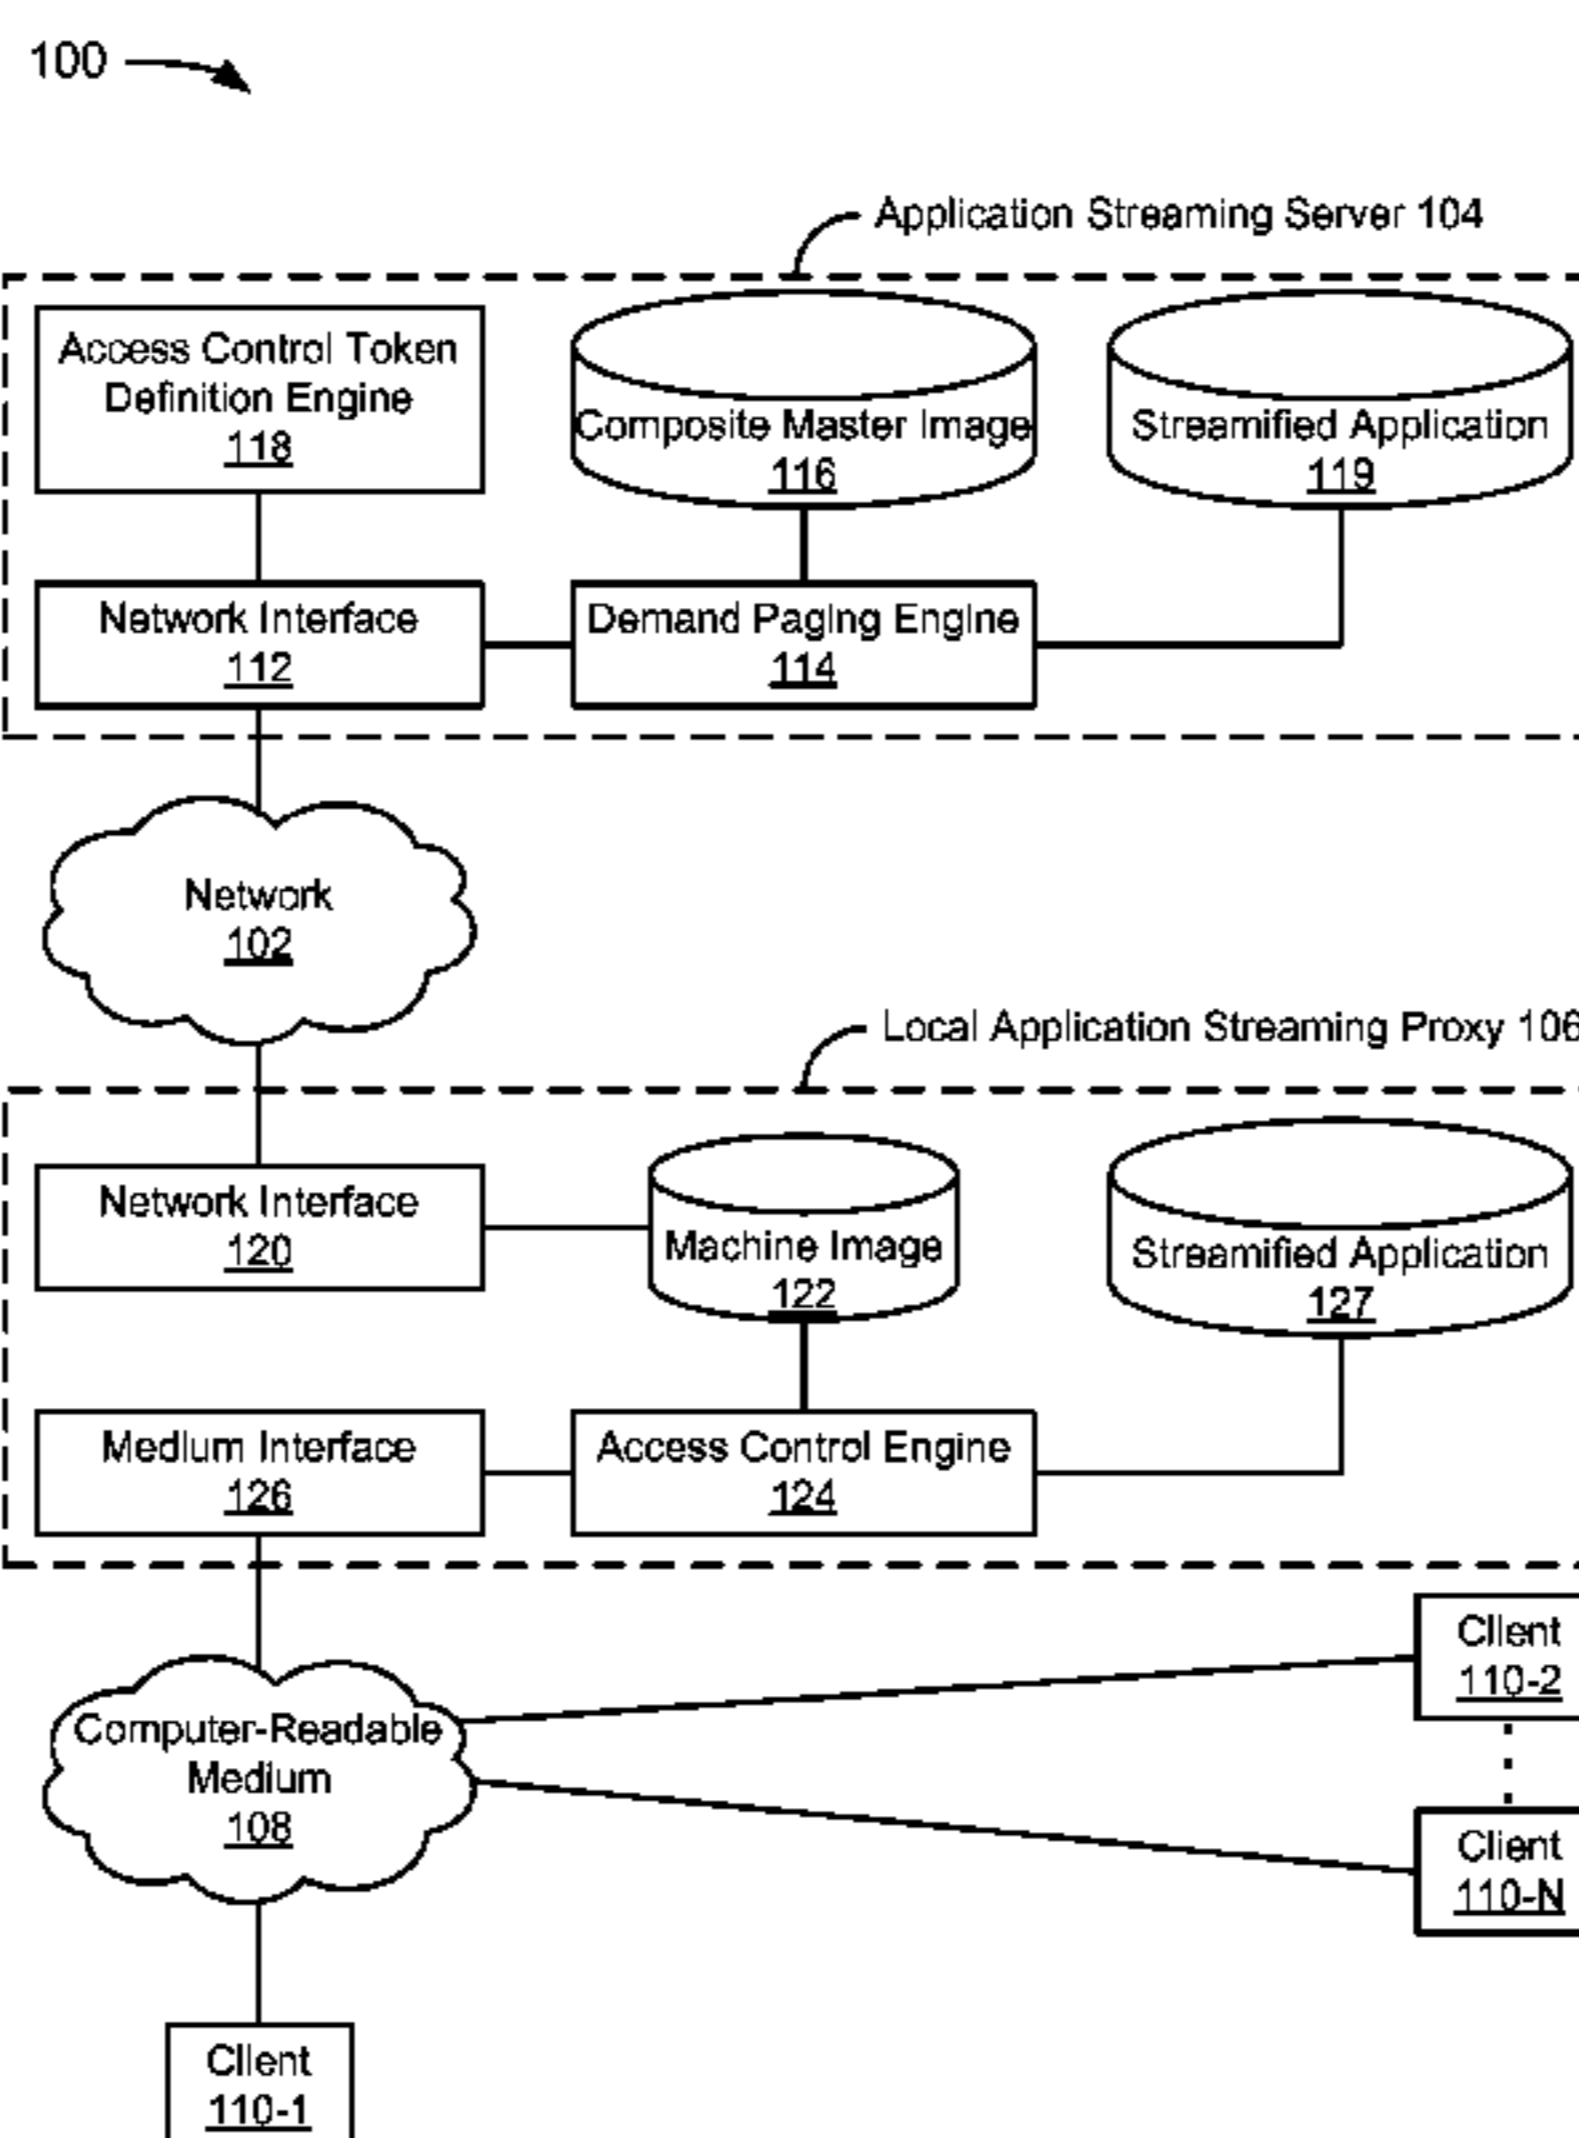 100
Application Streaming Server 104
Access Control Token
Definition Engine
118
Composite Master Image
116
Streamified Application
119
Network Interface
112
Demand Paging Engine
114
Network
102
Local Application Streaming Proxy 106
Network Interface
120
Machine Image
122
Streamified Application
127
Medium Interface
126
Access Control Engine
124
Client
110-2
Computer-Readable
Medium
108
Client
110-N
Client
110-1